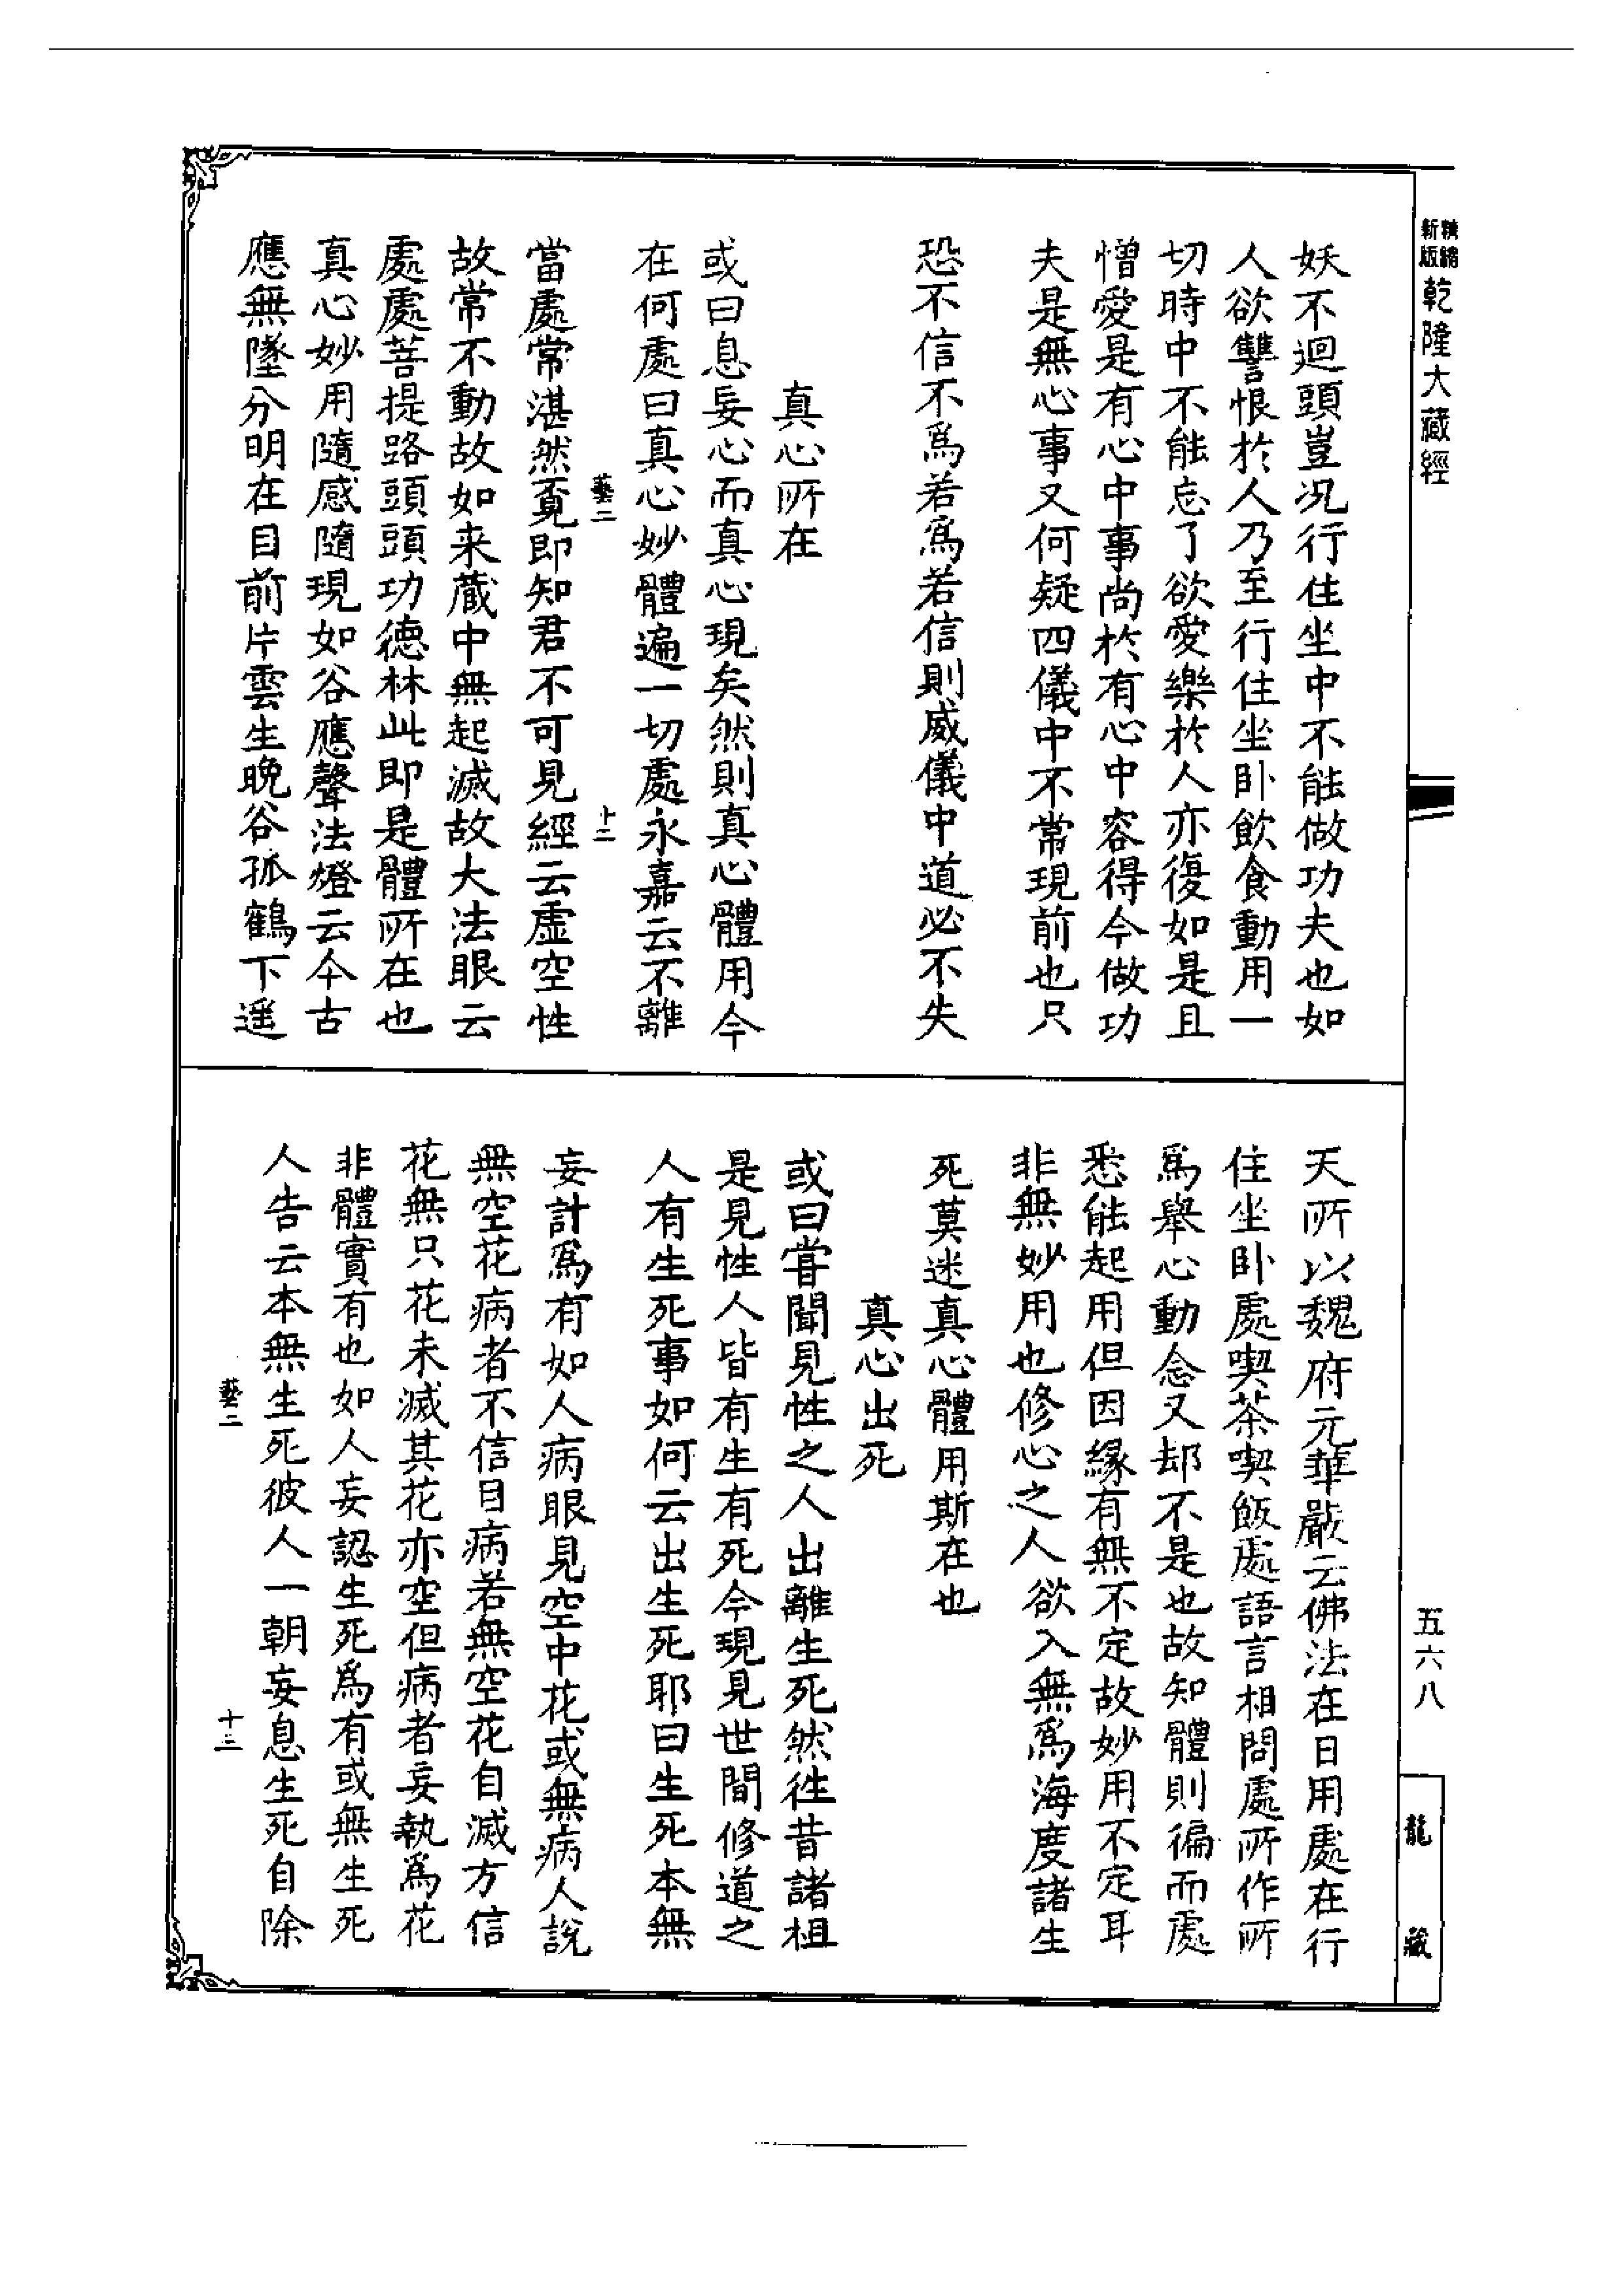 精縮
新版
乾隆大藏經
妖不迴頭豈况行住坐中不能做功夫也如
人欲讐恨於人乃至行住坐卧飲食動用一
切時中不能忘了欲愛樂於人亦復如是且
憎愛是有心中事尚於有心中容得今做功
夫是無心事又何疑四儀中不常現前也只
恐不信不為若為若信則威儀中道必不失
真心所在
或曰息妄心而真心現矣然則真心體用今
在何處曰真心妙體遍一切處永嘉云不離
藝二
十二
當處常湛然覔即知君不可見經云虛空性
故常不動故如来藏中無起滅故大法眼云
處處菩提路頭頭功德林此即是體所在也
真心妙用隨感隨現如谷應聲法燈云今古
應無墜分明在目前片雲生晚谷孤鶴下遥
天所以魏府元華嚴云佛法在日用處在行
住坐卧處喫茶喫飯處語言相問處所作所
為舉心動念又却不是也故知體則徧而處
悉能起用但因緣有無不定故妙用不定耳
非無妙用也修心之人欲入無為海度諸生
死莫迷真心體用斯在也
真心出死
或曰甞聞見性之人出離生死然徃昔諸祖
是見性人皆有生有死今現見世間修道之
人有生死事如何云出生死耶曰生死本無
妄計為有如人病眼見空中花或無病人說
無空花病者不信目病若無空花自滅方信
花無只花未滅其花亦空但病者妄執為花
非體實有也如人妄認生死為有或無生死
人告云本無生死彼人一朝妄息生死自除
藝二
十三
五六八
龍藏